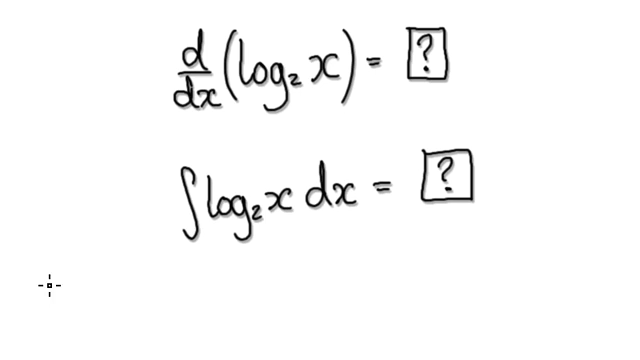 d/dx (log₂ x) = ?
∫ log₂ x dx = ?